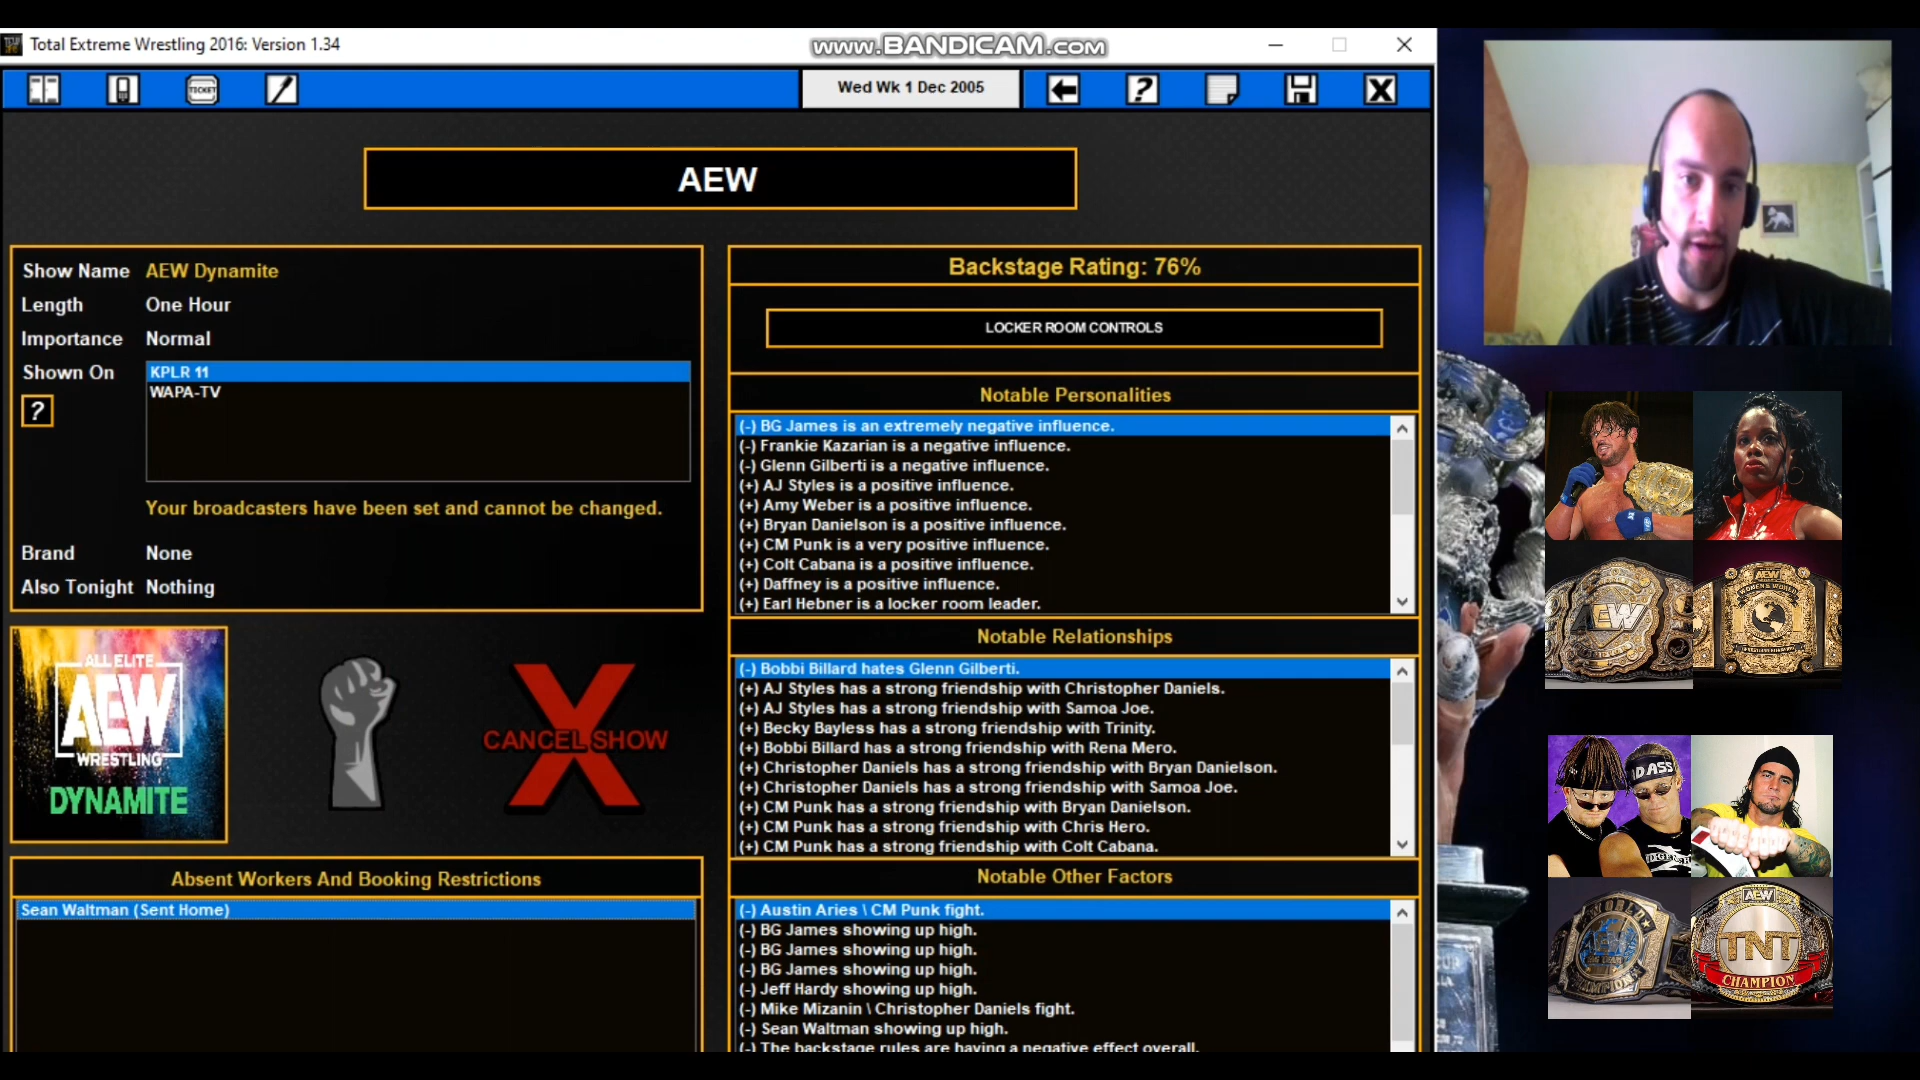 Total Extreme Wrestling 2016: Version 1.34
www.BANDICAM.com
TICKET
Wed Wk 1 Dec 2005
?
X
AEW
Show Name AEW Dynamite
Length One Hour
Importance Normal
Shown On KPLR 11
WAPA-TV
?
Your broadcasters have been set and cannot be changed.
Brand None
Also Tonight Nothing
ALL ELITE
AEW
WRESTLING
DYNAMITE
CANCEL SHOW
Absent Workers And Booking Restrictions
Sean Waltman (Sent Home)
Backstage Rating: 76%
LOCKER ROOM CONTROLS
Notable Personalities
(-) BG James is an extremely negative influence.
(-) Frankie Kazarian is a negative influence.
(-) Glenn Gilberti is a negative influence.
(+) AJ Styles is a positive influence.
(+) Amy Weber is a positive influence.
(+) Bryan Danielson is a positive influence.
(+) CM Punk is a very positive influence.
(+) Colt Cabana is a positive influence.
(+) Daffney is a positive influence.
(+) Earl Hebner is a locker room leader.
Notable Relationships
(-) Bobbi Billard hates Glenn Gilberti.
(+) AJ Styles has a strong friendship with Christopher Daniels.
(+) AJ Styles has a strong friendship with Samoa Joe.
(+) Becky Bayless has a strong friendship with Trinity.
(+) Bobbi Billard has a strong friendship with Rena Mero.
(+) Christopher Daniels has a strong friendship with Bryan Danielson.
(+) Christopher Daniels has a strong friendship with Samoa Joe.
(+) CM Punk has a strong friendship with Bryan Danielson.
(+) CM Punk has a strong friendship with Chris Hero.
(+) CM Punk has a strong friendship with Colt Cabana.
Notable Other Factors
(-) Austin Aries \ CM Punk fight.
(-) BG James showing up high.
(-) BG James showing up high.
(-) BG James showing up high.
(-) Jeff Hardy showing up high.
(-) Mike Mizanin \ Christopher Daniels fight.
(-) Sean Waltman showing up high.
(-) The backstage rules are having a negative effect overall.
AEW
AEW
WOMEN'S WORLD
WORLD
AEW
TNT
CHAMPION